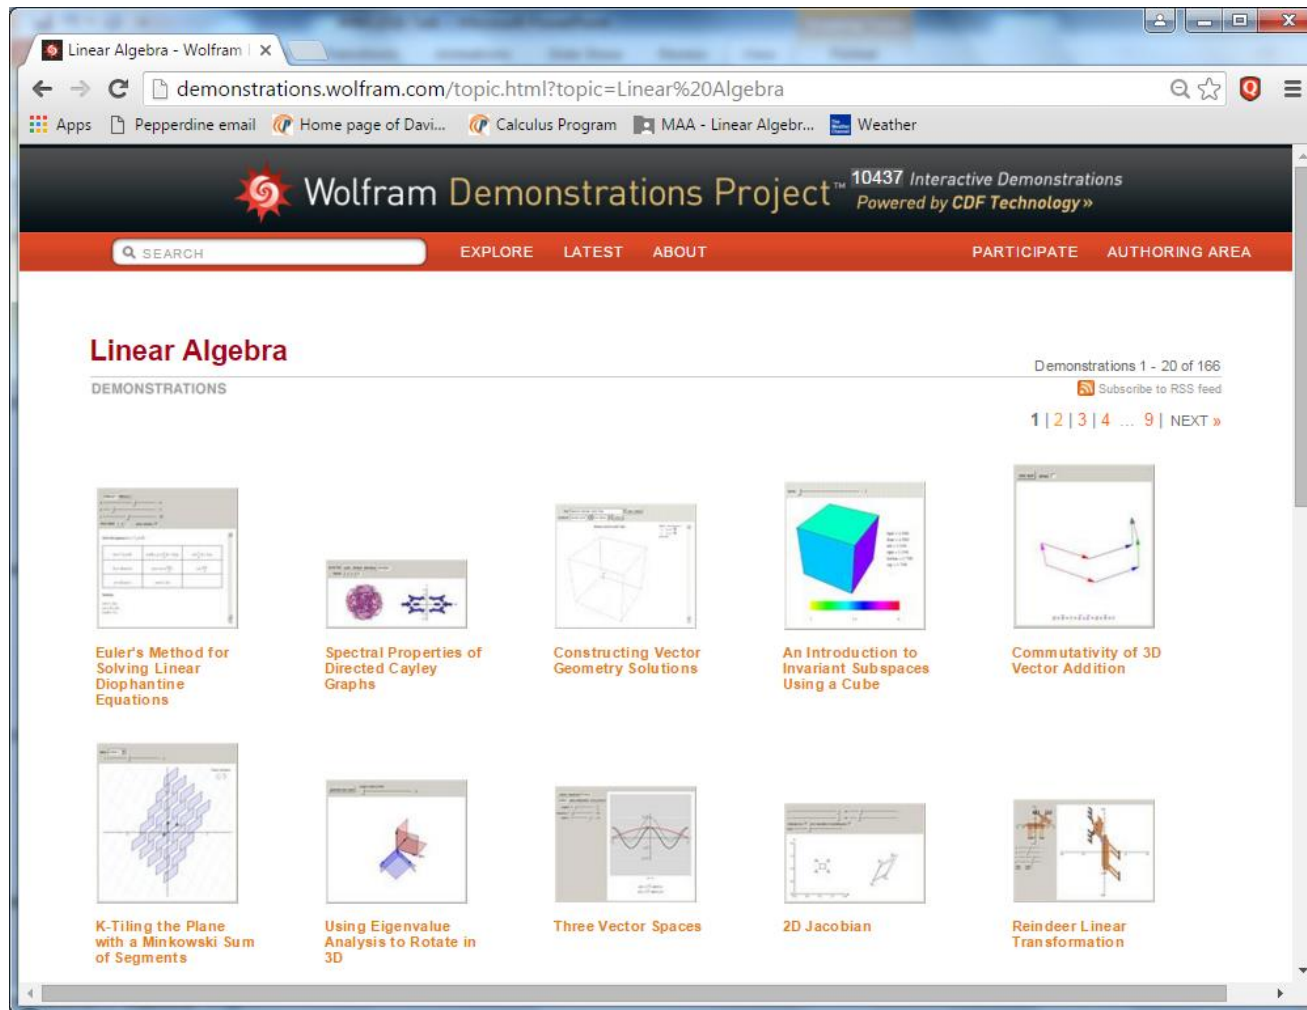 Linear Algebra - Wolfram
demonstrations.wolfram.com/topic.html?topic=Linear%20Algebra
Apps Pepperdine email Home page of Davi... Calculus Program MAA - Linear Algebr... Weather
Wolfram Demonstrations Project™ 10437 Interactive Demonstrations
Powered by CDF Technology »
SEARCH EXPLORE LATEST ABOUT PARTICIPATE AUTHORING AREA
Linear Algebra
Demonstrations 1 - 20 of 166
DEMONSTRATIONS
Subscribe to RSS feed
1 | 2 | 3 | 4 ... 9 | NEXT »
Euler's Method for
Solving Linear
Diophantine
Equations
Spectral Properties of
Directed Cayley
Graphs
Constructing Vector
Geometry Solutions
An Introduction to
Invariant Subspaces
Using a Cube
Commutativity of 3D
Vector Addition
K-Tiling the Plane
with a Minkowski Sum
of Segments
Using Eigenvalue
Analysis to Rotate in
3D
Three Vector Spaces
2D Jacobian
Reindeer Linear
Transformation